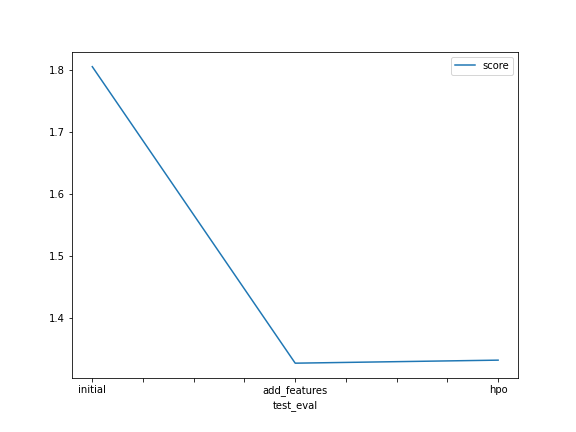 score
1.8
1.7
1.6
1.5
1.4
initial
add_features
hpo
test_eval